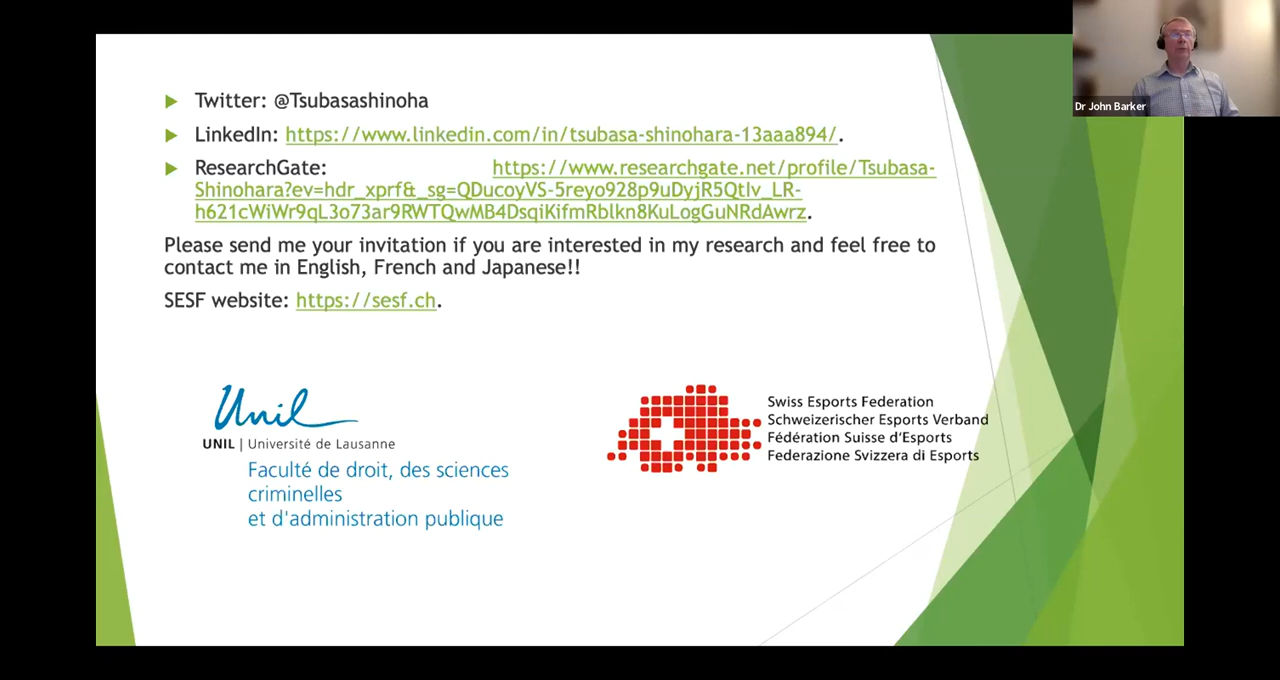 Twitter: @Tsubasashinoha
LinkedIn: https://www.linkedin.com/in/tsubasa-shinohara-13aaa894/.
ResearchGate: https://www.researchgate.net/profile/Tsubasa-
Shinohara?ev=hdr_xprf&_sg=QDucoyVS-5reyo928p9uDyjR5QtIv_LR-
h621cWiWr9qL3o73ar9RWTQwMB4DsqiKifmRblkn8KuLogGuNRdAwrz.
Please send me your invitation if you are interested in my research and feel free to
contact me in English, French and Japanese!!
SESF website: https://sesf.ch.
Unil
UNIL | Université de Lausanne
Faculté de droit, des sciences
criminelles
et d'administration publique
Swiss Esports Federation
Schweizerischer Esports Verband
Fédération Suisse d'Esports
Federazione Svizzera di Esports
Dr John Barker